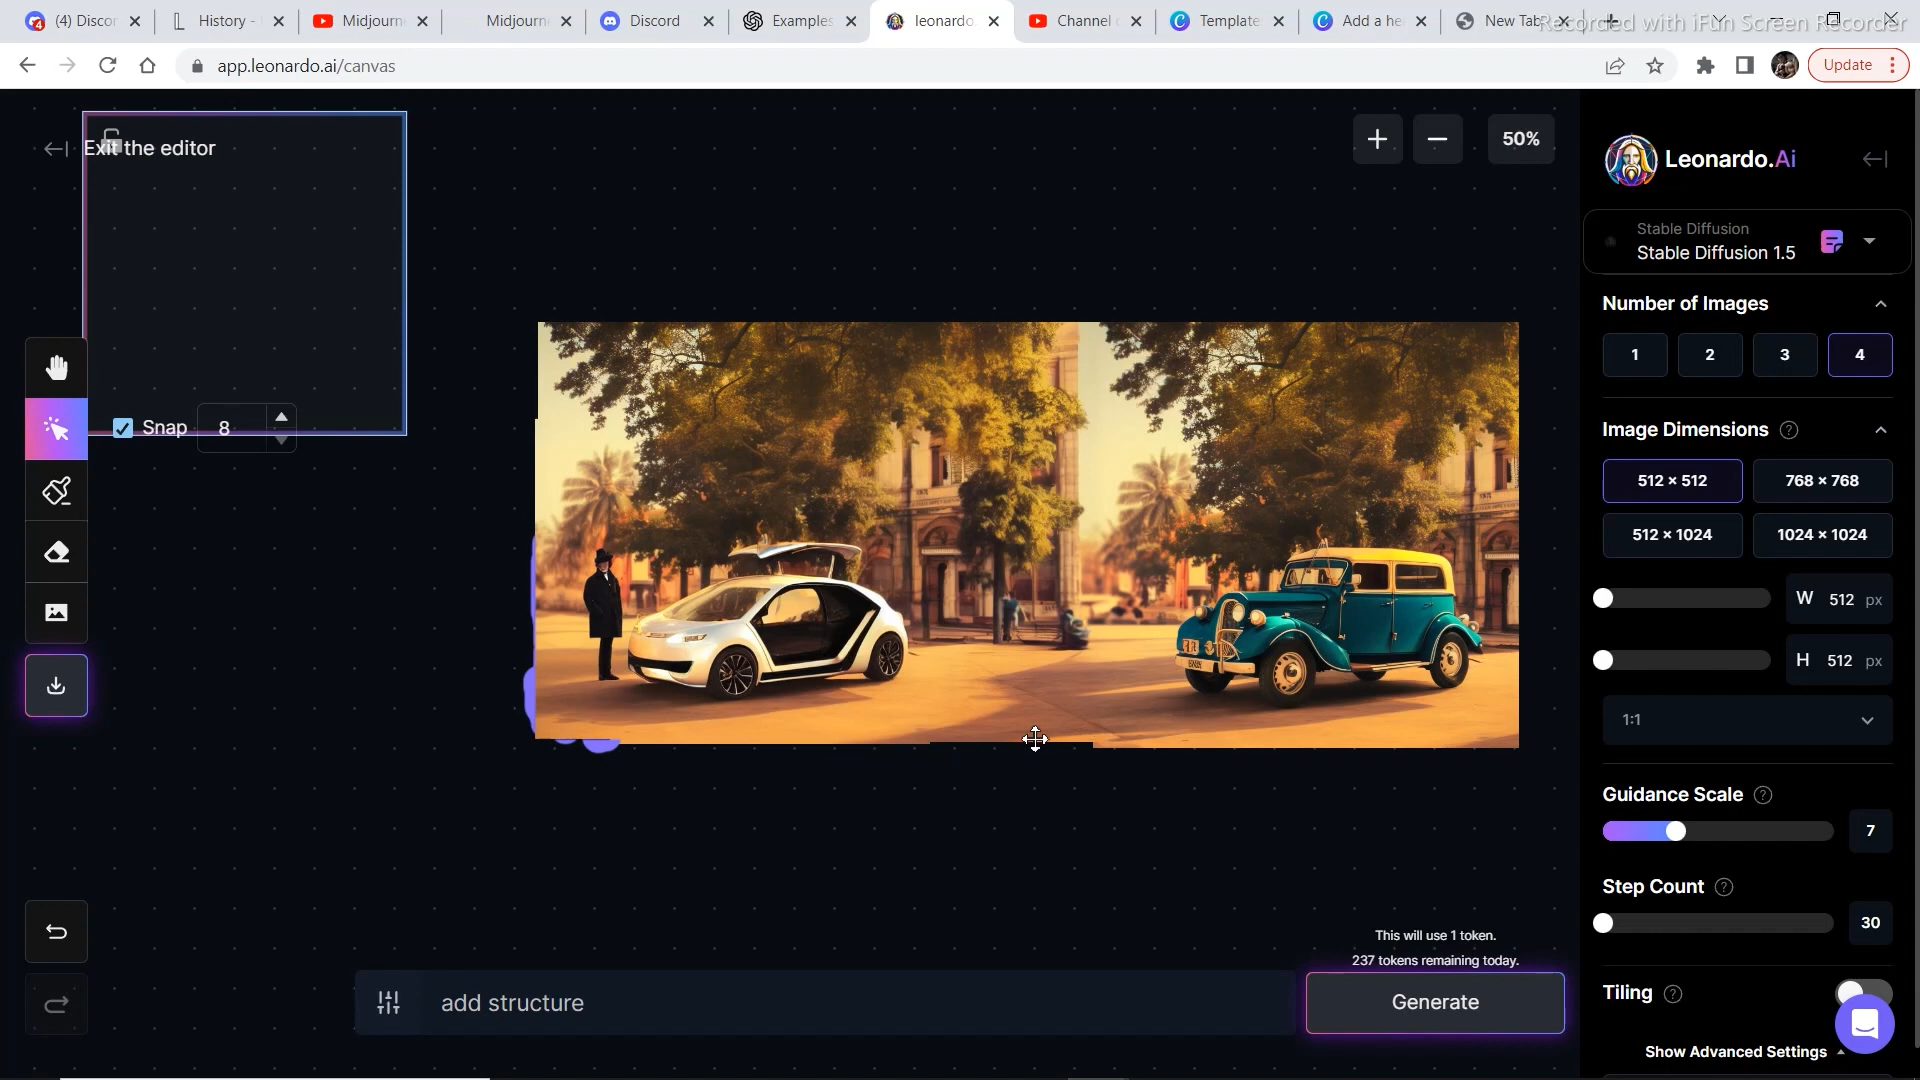 (4) Discor
History -
Midjourn
Midjourn
Discord
Examples
leonardo
Channel
Template
Add a he
New Tab
Recorded with iFun Screen Recorder
app.leonardo.ai/canvas
Update
Exit the editor
50%
Leonardo.Ai
Stable Diffusion
Stable Diffusion 1.5
Number of Images
1 2 3 4
Snap 8
Image Dimensions ?
512 × 512 768 × 768
512 × 1024 1024 × 1024
W 512 px
H 512 px
1:1
Guidance Scale ?
7
Step Count ?
30
This will use 1 token.
237 tokens remaining today.
add structure
Generate
Tiling ?
Show Advanced Settings